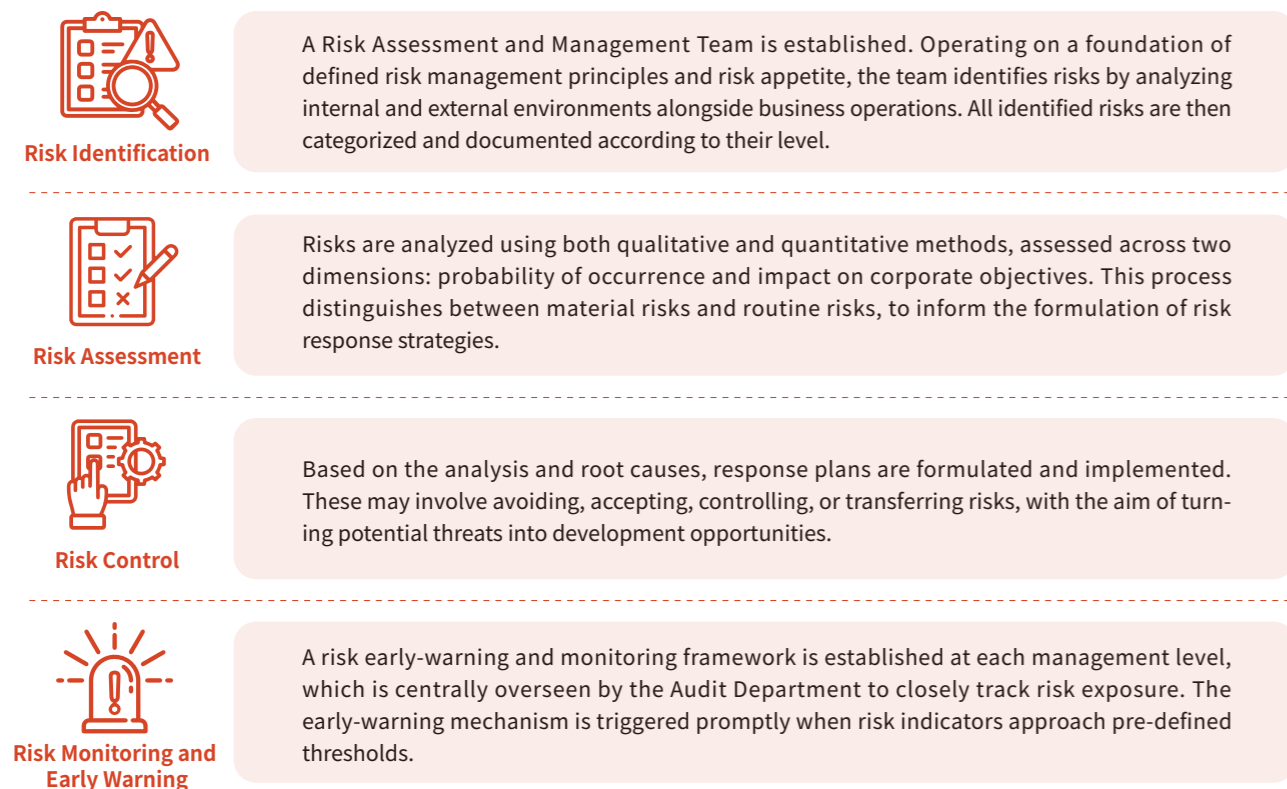 Risk Identification
A Risk Assessment and Management Team is established. Operating on a foundation of
defined risk management principles and risk appetite, the team identifies risks by analyzing
internal and external environments alongside business operations. All identified risks are then
categorized and documented according to their level.
Risk Assessment
Risks are analyzed using both qualitative and quantitative methods, assessed across two
dimensions: probability of occurrence and impact on corporate objectives. This process
distinguishes between material risks and routine risks, to inform the formulation of risk
response strategies.
Risk Control
Based on the analysis and root causes, response plans are formulated and implemented.
These may involve avoiding, accepting, controlling, or transferring risks, with the aim of turn-
ing potential threats into development opportunities.
Risk Monitoring and
Early Warning
A risk early-warning and monitoring framework is established at each management level,
which is centrally overseen by the Audit Department to closely track risk exposure. The
early-warning mechanism is triggered promptly when risk indicators approach pre-defined
thresholds.